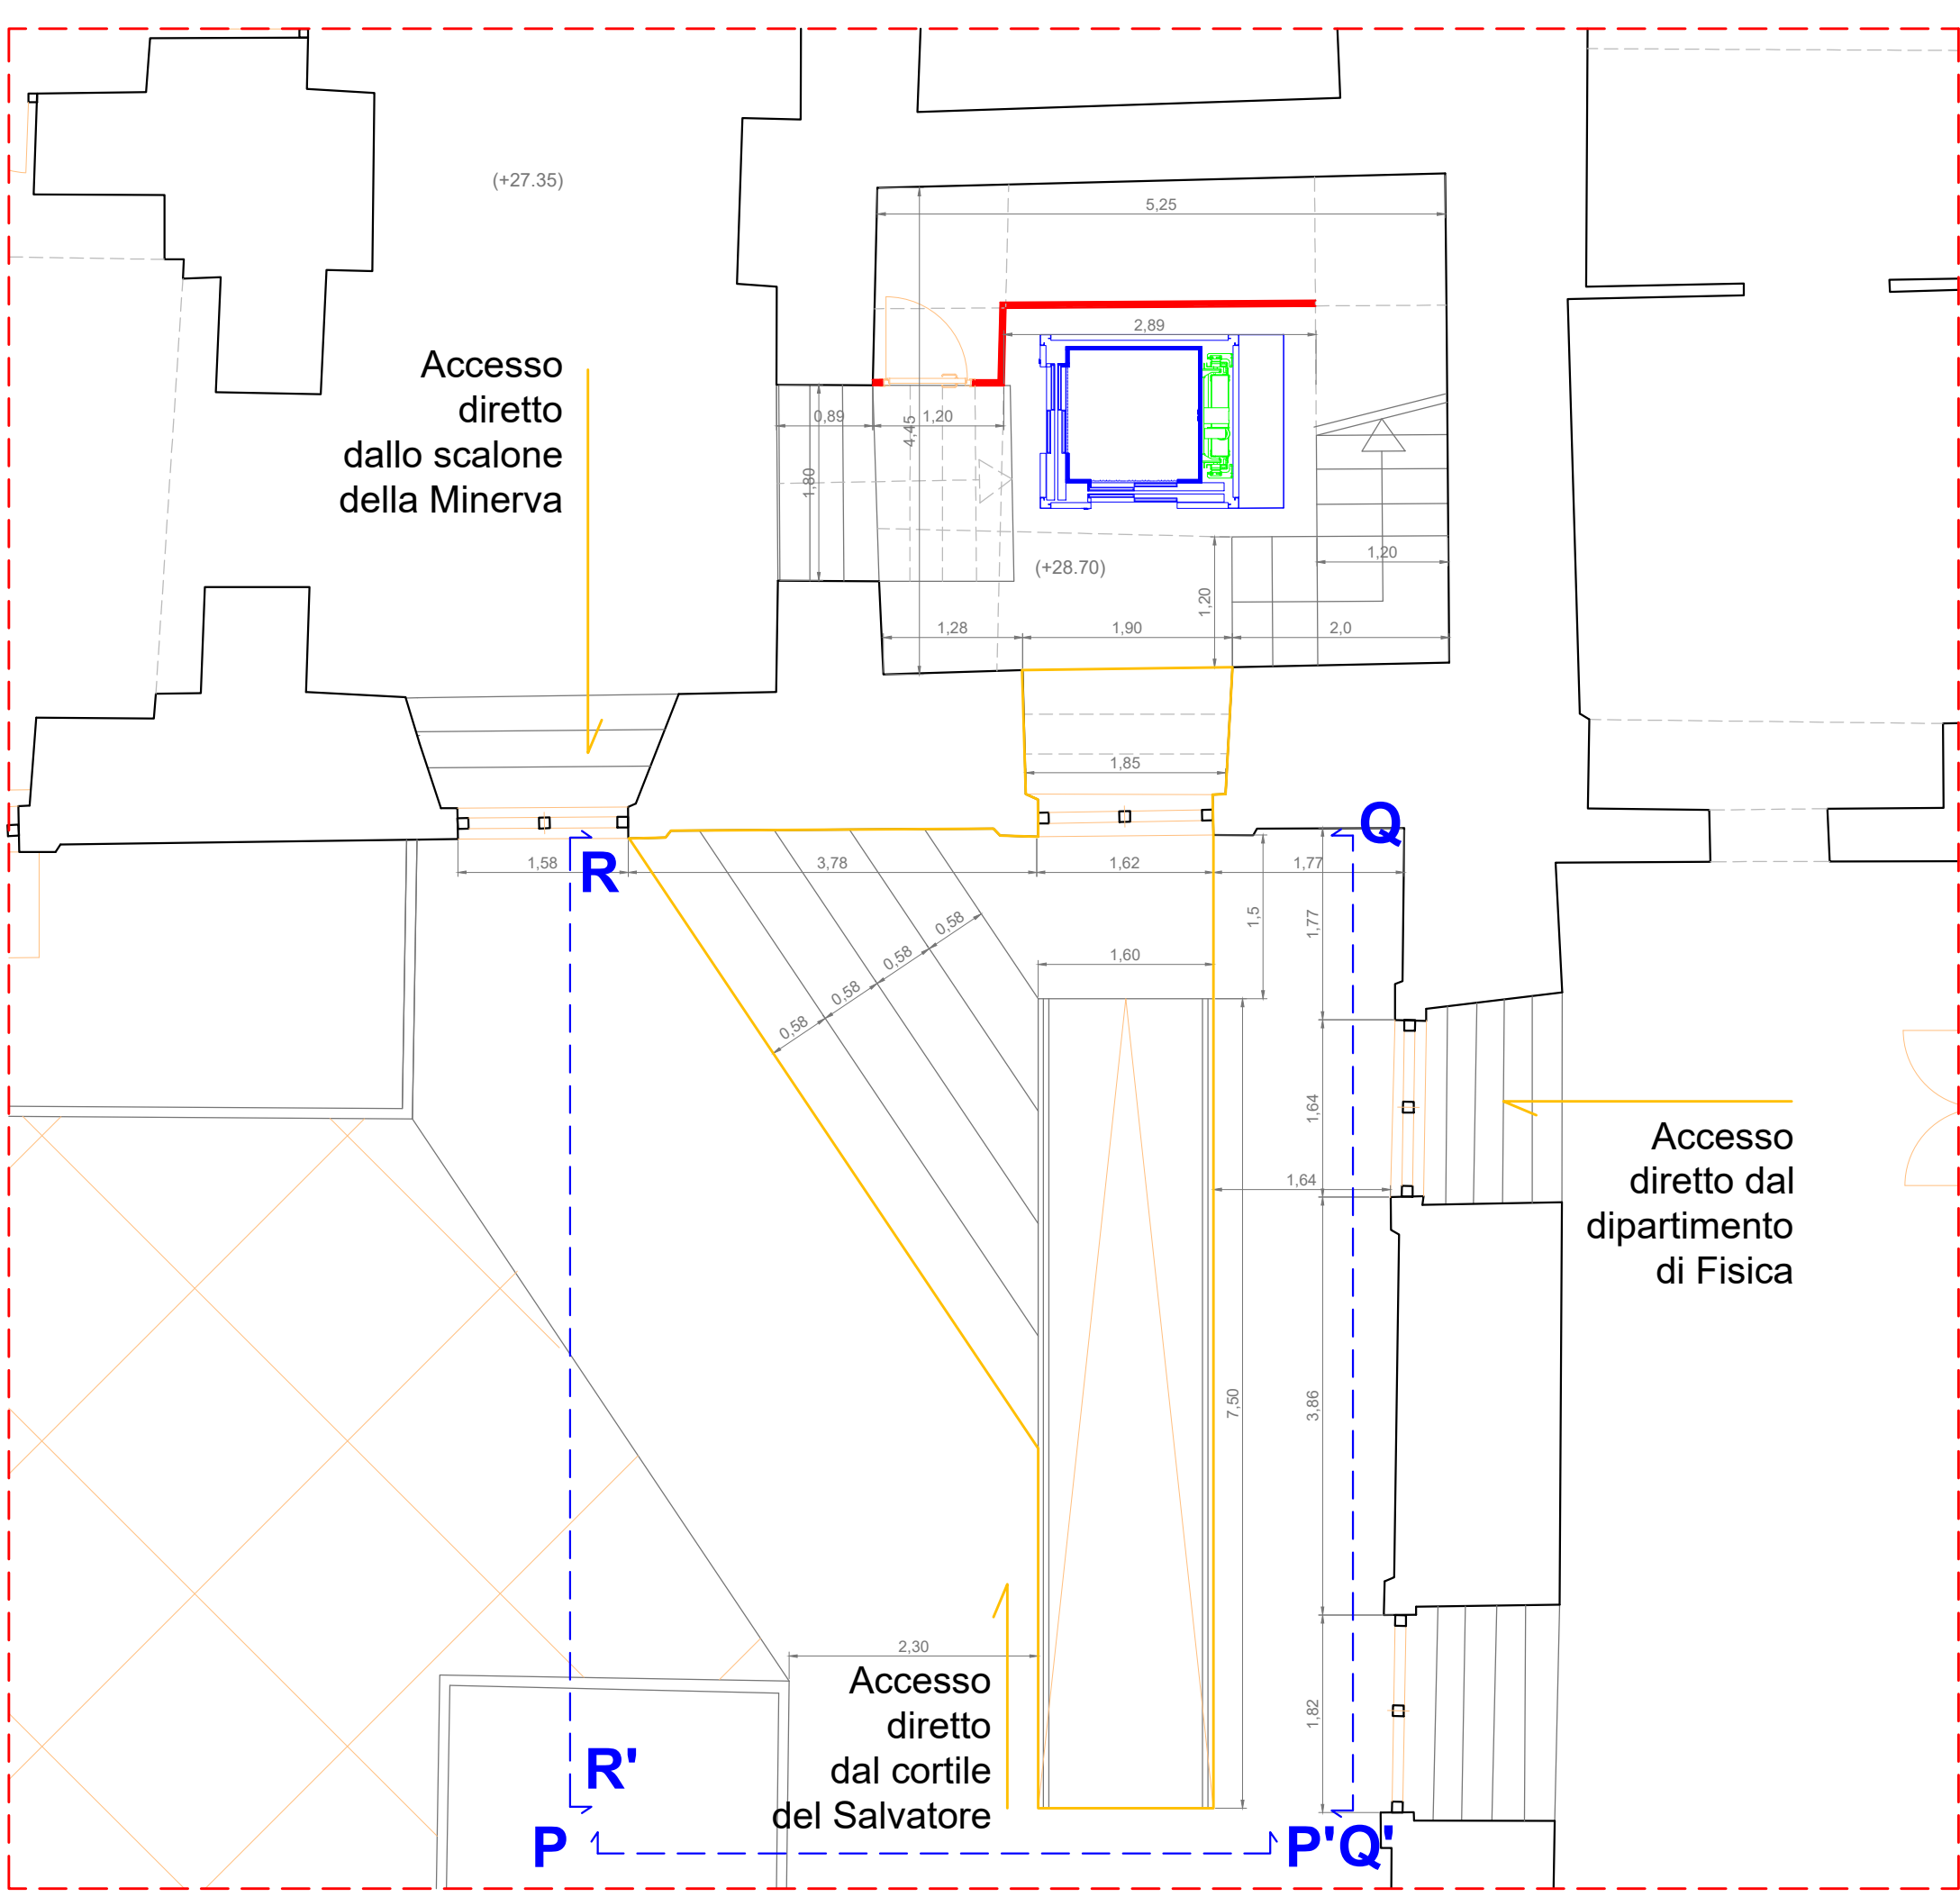 (+27.35)
5,25
2,89
Accesso
diretto
dallo scalone
della Minerva
0,89
1,20
4,45
1,80
1,20
(+28.70)
1,20
1,28
1,90
2,0
1,85
Q
R
1,58
3,78
1,62
1,77
1,5
1,77
0,58
0,58
0,58
0,58
1,60
1,64
Accesso
diretto dal
dipartimento
di Fisica
1,64
7,50
3,86
2,30
Accesso
diretto
dal cortile
del Salvatore
1,82
R'
P
P'Q'